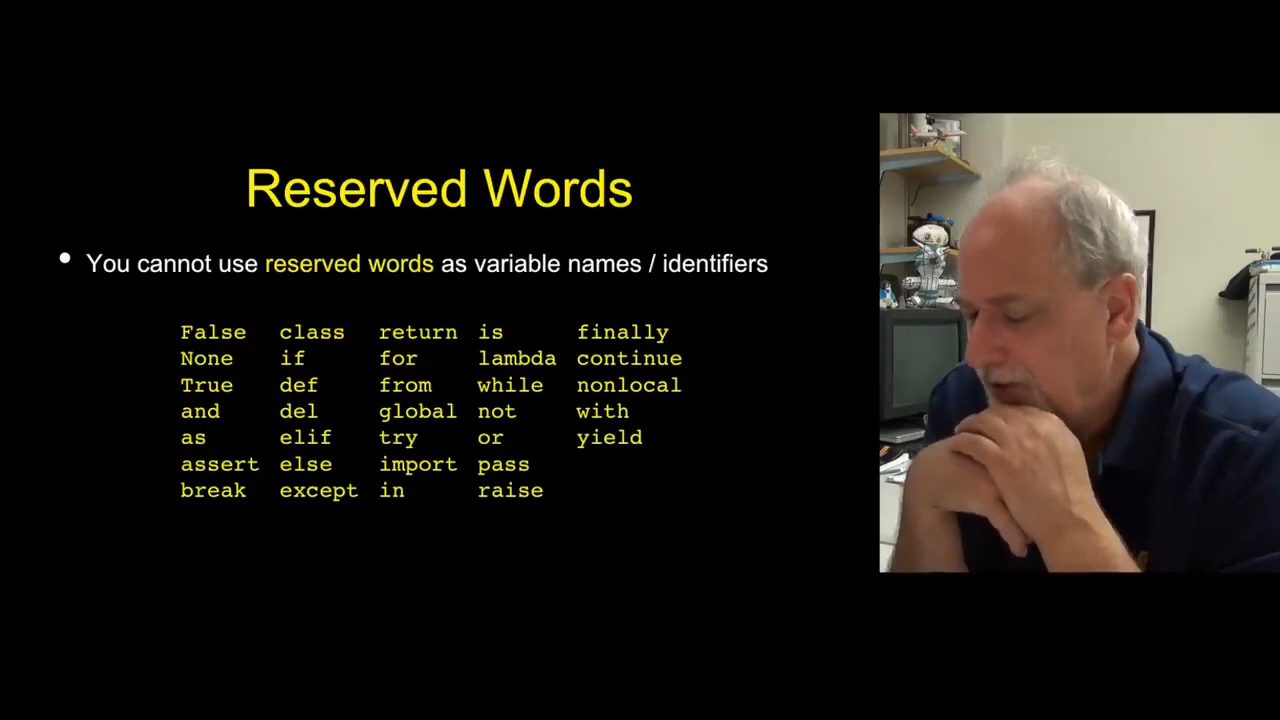 Reserved Words
• You cannot use reserved words as variable names / identifiers
False class return is finally
None if for lambda continue
True def from while nonlocal
and del global not with
as elif try or yield
assert else import pass
break except in raise